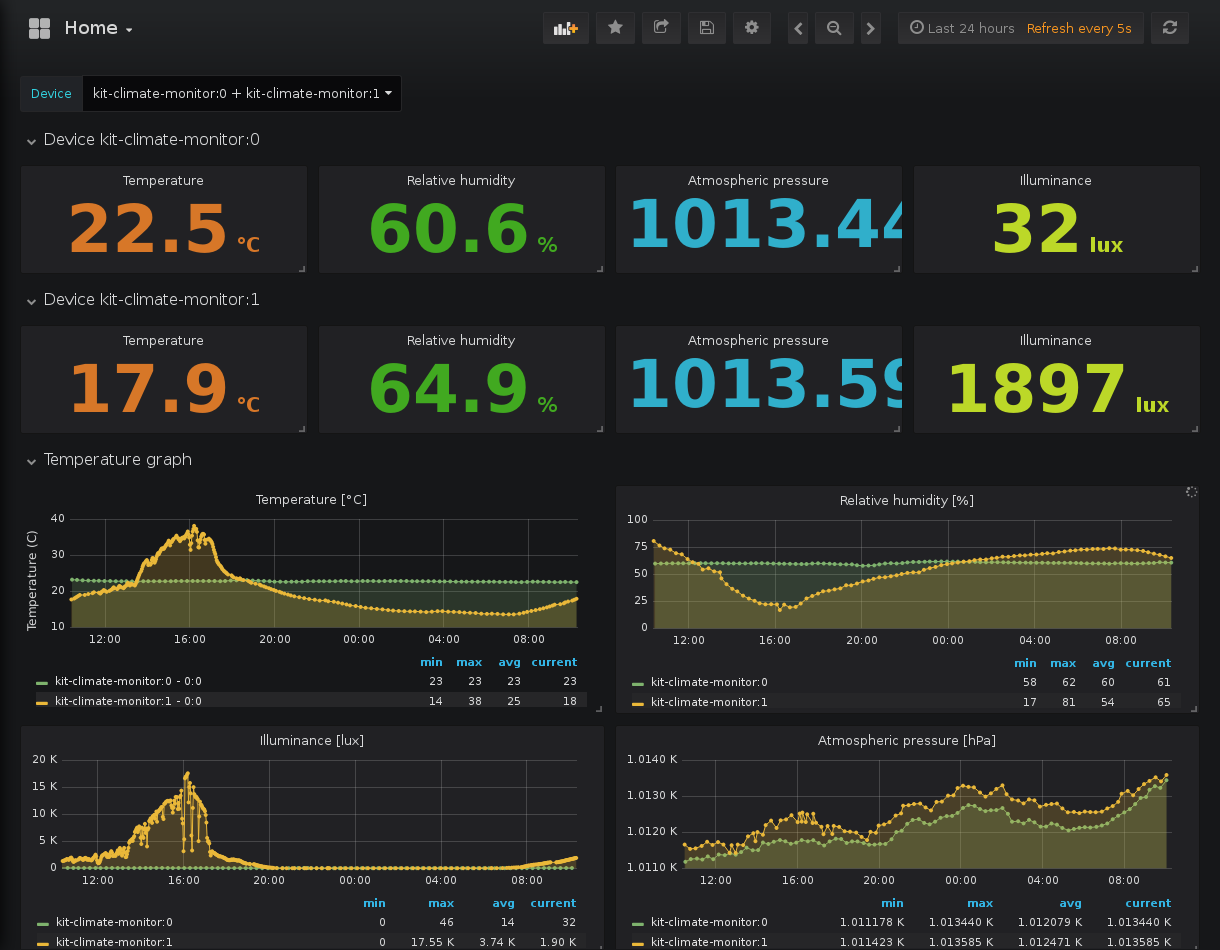 Home
Last 24 hours Refresh every 5s
Device kit-climate-monitor:0 + kit-climate-monitor:1
Device kit-climate-monitor:0
Temperature Relative humidity Atmospheric pressure Illuminance
22.5 °C 60.6 % 1013.44 32 lux
Device kit-climate-monitor:1
Temperature Relative humidity Atmospheric pressure Illuminance
17.9 °C 64.9 % 1013.59 1897 lux
Temperature graph
Temperature [°C]
Temperature (C)
40
30
20
10
12:00 16:00 20:00 00:00 04:00 08:00
min max avg current
kit-climate-monitor:0 - 0:0 23 23 23 23
kit-climate-monitor:1 - 0:0 14 38 25 18
Relative humidity [%]
100
75
50
25
0
12:00 16:00 20:00 00:00 04:00 08:00
min max avg current
kit-climate-monitor:0 58 62 60 61
kit-climate-monitor:1 17 81 54 65
Illuminance [lux]
20 K
15 K
10 K
5 K
0
12:00 16:00 20:00 00:00 04:00 08:00
min max avg current
kit-climate-monitor:0 0 46 14 32
kit-climate-monitor:1 0 17.55 K 3.74 K 1.90 K
Atmospheric pressure [hPa]
1.0140 K
1.0130 K
1.0120 K
1.0110 K
12:00 16:00 20:00 00:00 04:00 08:00
min max avg current
kit-climate-monitor:0 1.011178 K 1.013440 K 1.012079 K 1.013440 K
kit-climate-monitor:1 1.011423 K 1.013585 K 1.012471 K 1.013585 K